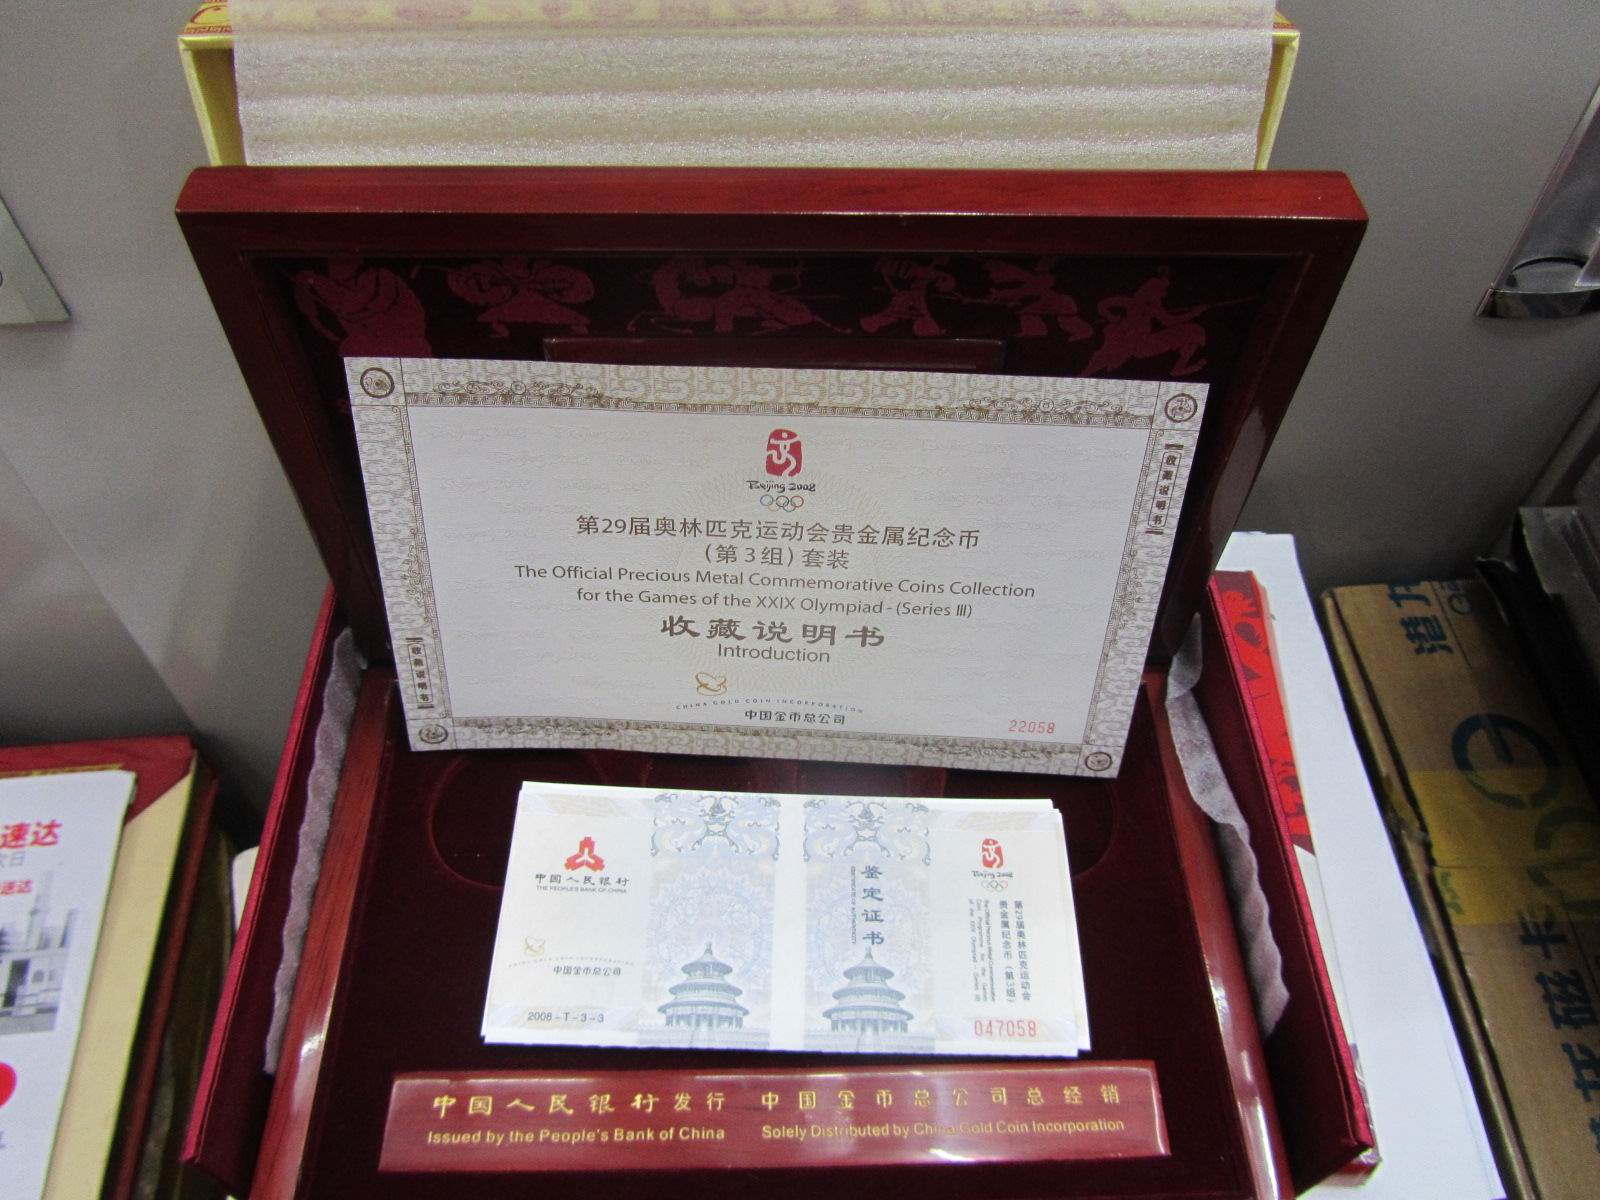 Beijing 2008
第29届奥林匹克运动会贵金属纪念币
（第3组）套装
The Official Precious Metal Commemorative Coins Collection
for the Games of the XXIX Olympiad - (Series III)
收藏说明书
Introduction
CHINA GOLD COIN INCORPORATION
中国金币总公司
22058
收藏说明书
收藏说明书
中国人民银行
THE PEOPLE'S BANK OF CHINA
中国金币总公司
2008-T-3-3
鉴定证书
CERTIFICATE OF AUTHENTICITY
Beijing 2008
第29届奥林匹克运动会
贵金属纪念币（第3组）
047058
中国人民银行发行 中国金币总公司总经销
Issued by the People's Bank of China Solely Distributed by China Gold Coin Incorporation
速达
次日
速达